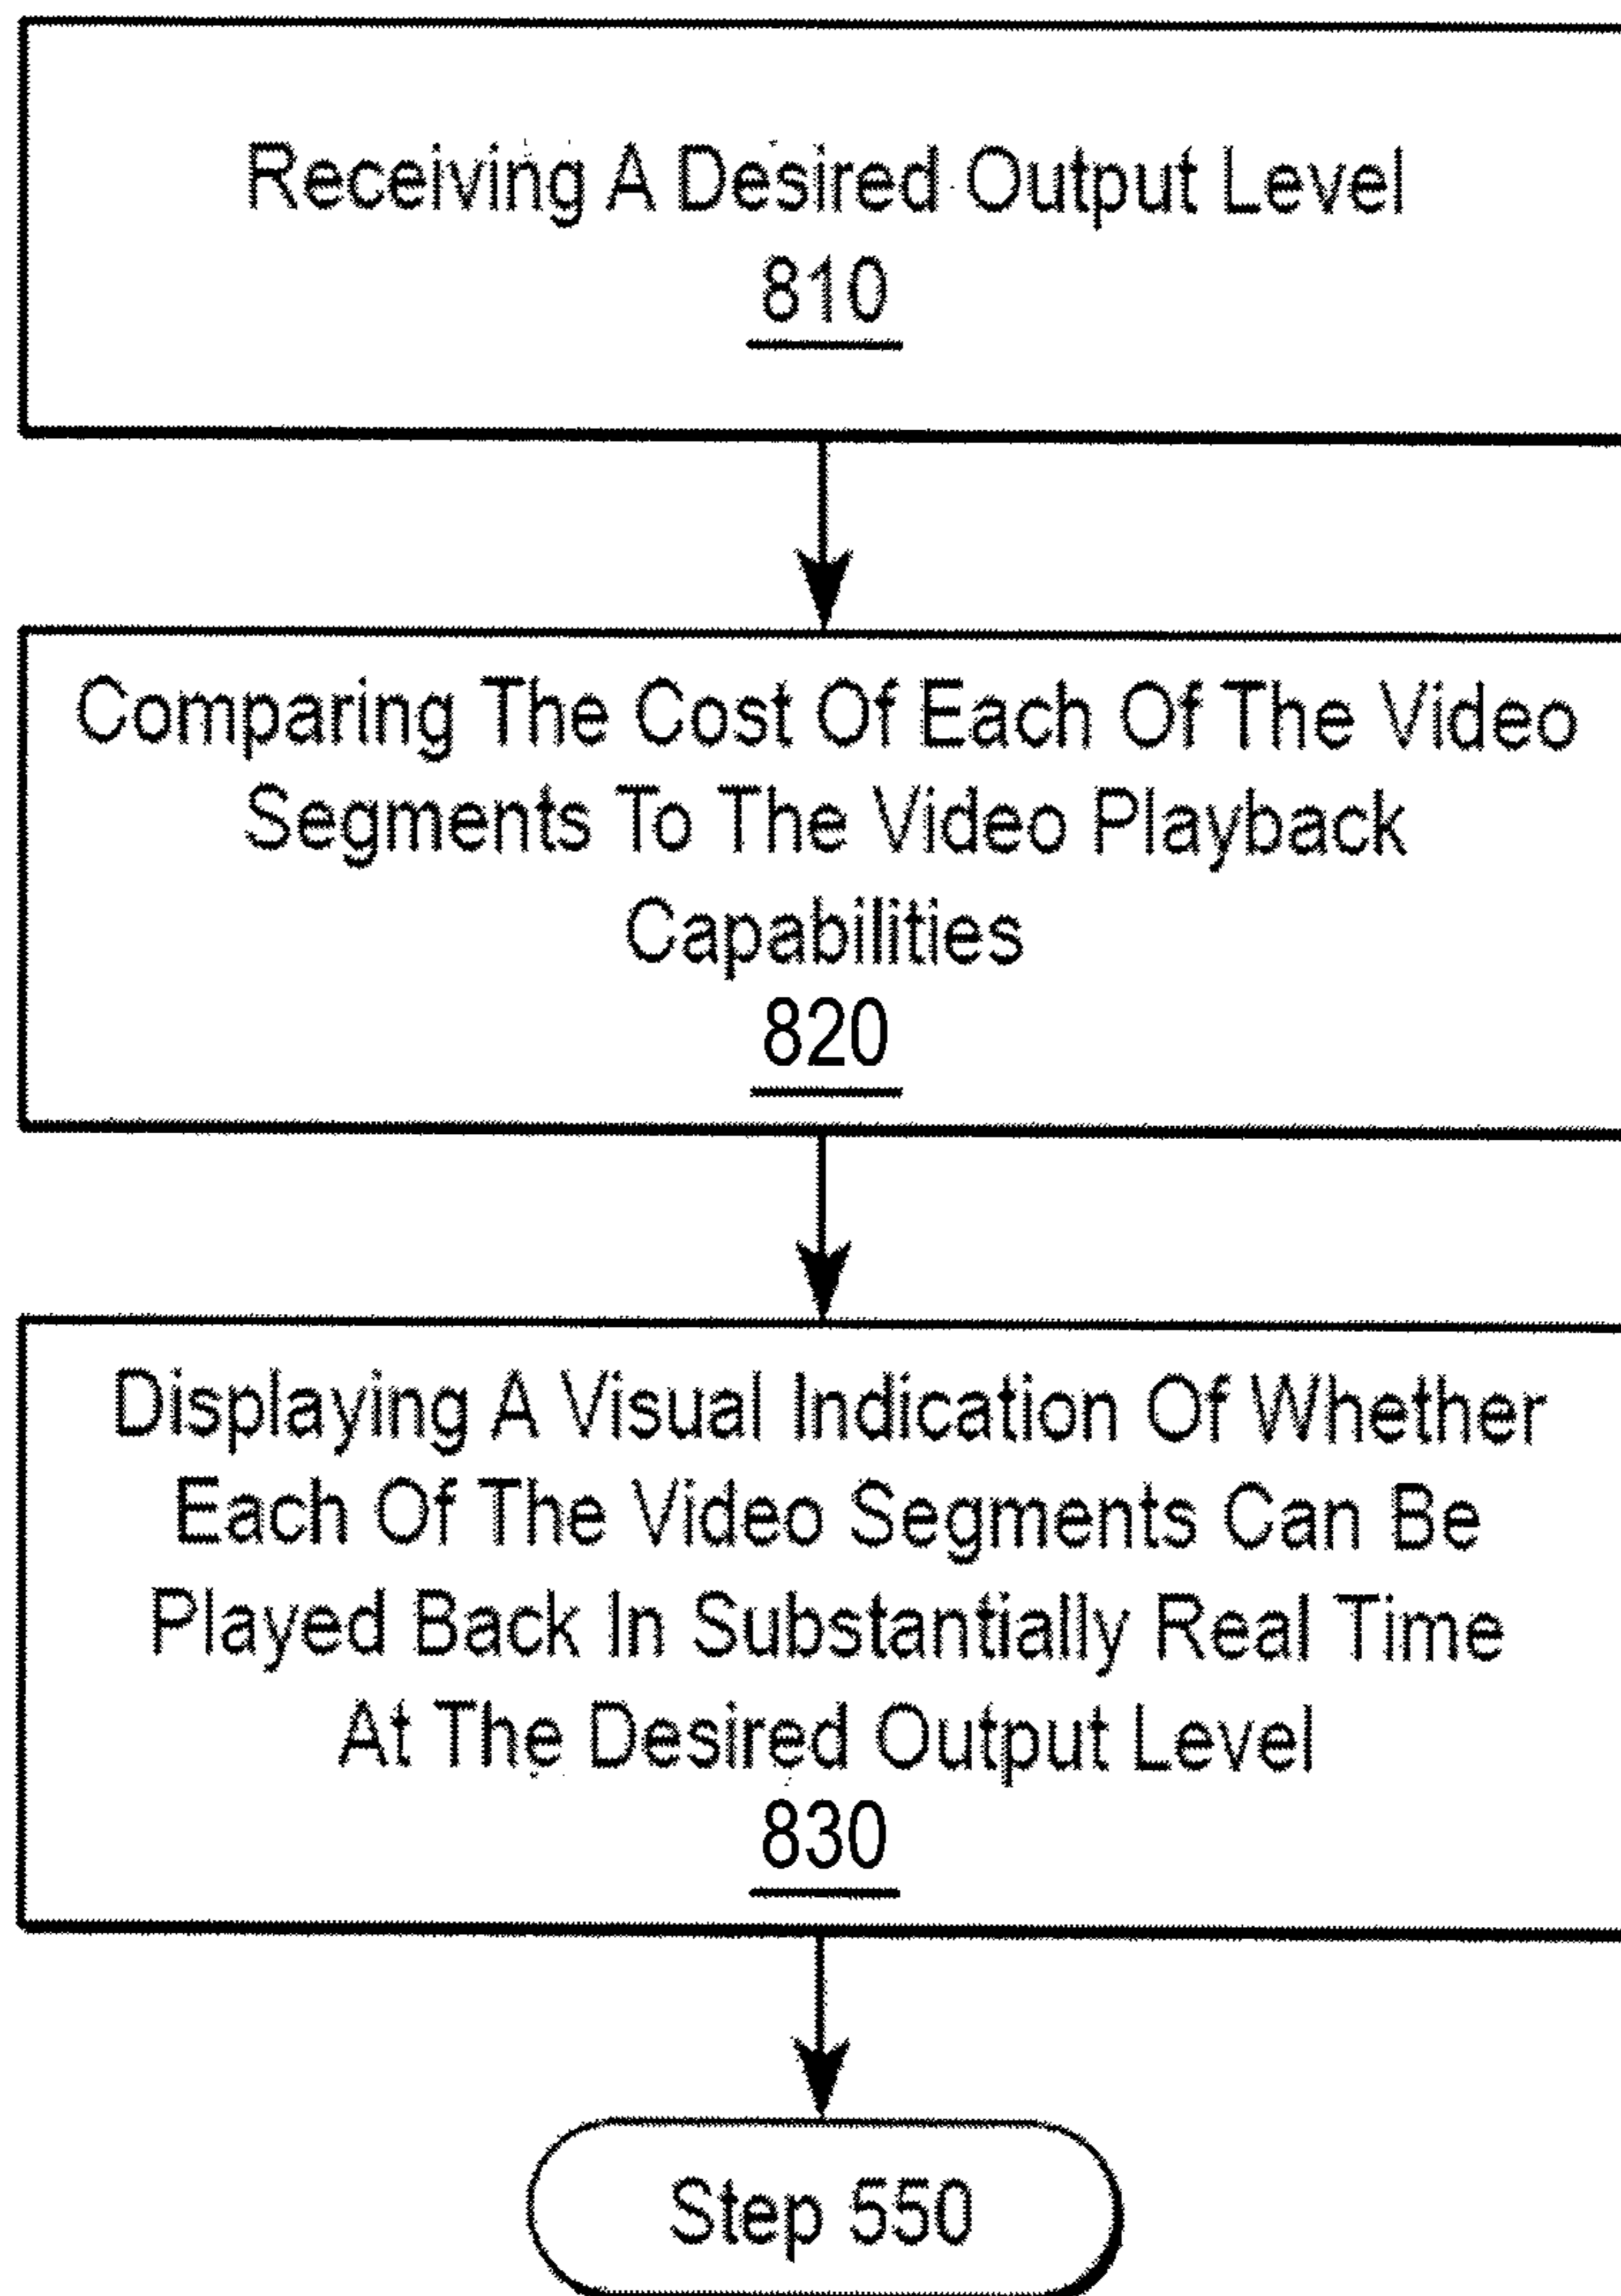 Receiving A Desired Output Level
810
Comparing The Cost Of Each Of The Video
Segments To The Video Playback
Capabilities
820
Displaying A Visual Indication Of Whether
Each Of The Video Segments Can Be
Played Back In Substantially Real Time
At The Desired Output Level
830
Step 550